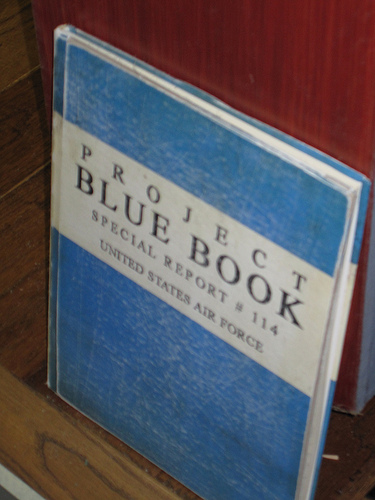 PROJECT
BLUE BOOK
SPECIAL REPORT # 114
UNITED STATES AIR FORCE